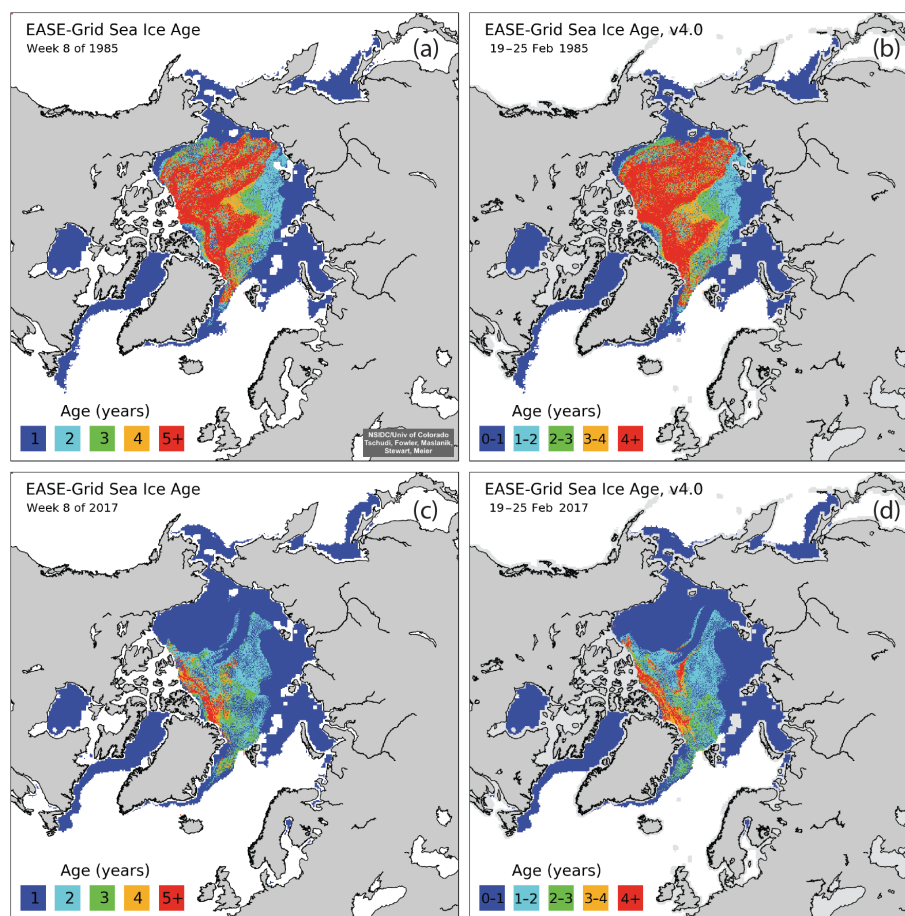 EASE-Grid Sea Ice Age
(a)
Week 8 of 1985
Age (years)
1 2 3 4 5+
NSIDC/Univ of Colorado
Tschudi, Fowler, Maslanik,
Stewart, Meier
EASE-Grid Sea Ice Age, v4.0
(b)
19–25 Feb 1985
Age (years)
0–1 1–2 2–3 3–4 4+
EASE-Grid Sea Ice Age
(c)
Week 8 of 2017
Age (years)
1 2 3 4 5+
EASE-Grid Sea Ice Age, v4.0
(d)
19–25 Feb 2017
Age (years)
0–1 1–2 2–3 3–4 4+